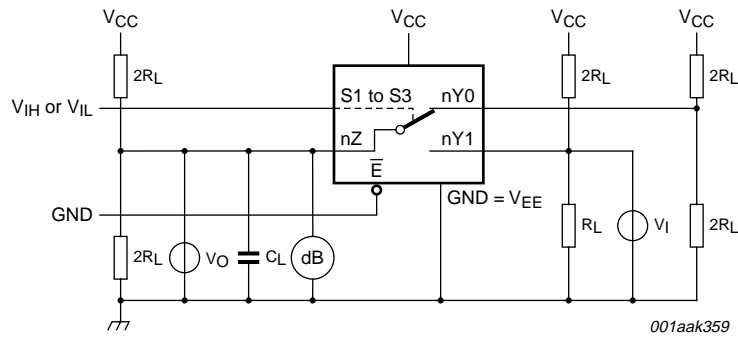 VCC VCC VCC VCC
2RL 2RL 2RL
VIH or VIL S1 to S3 nY0
nZ nY1
E
GND GND = VEE
2RL VO CL dB RL VI 2RL
001aak359